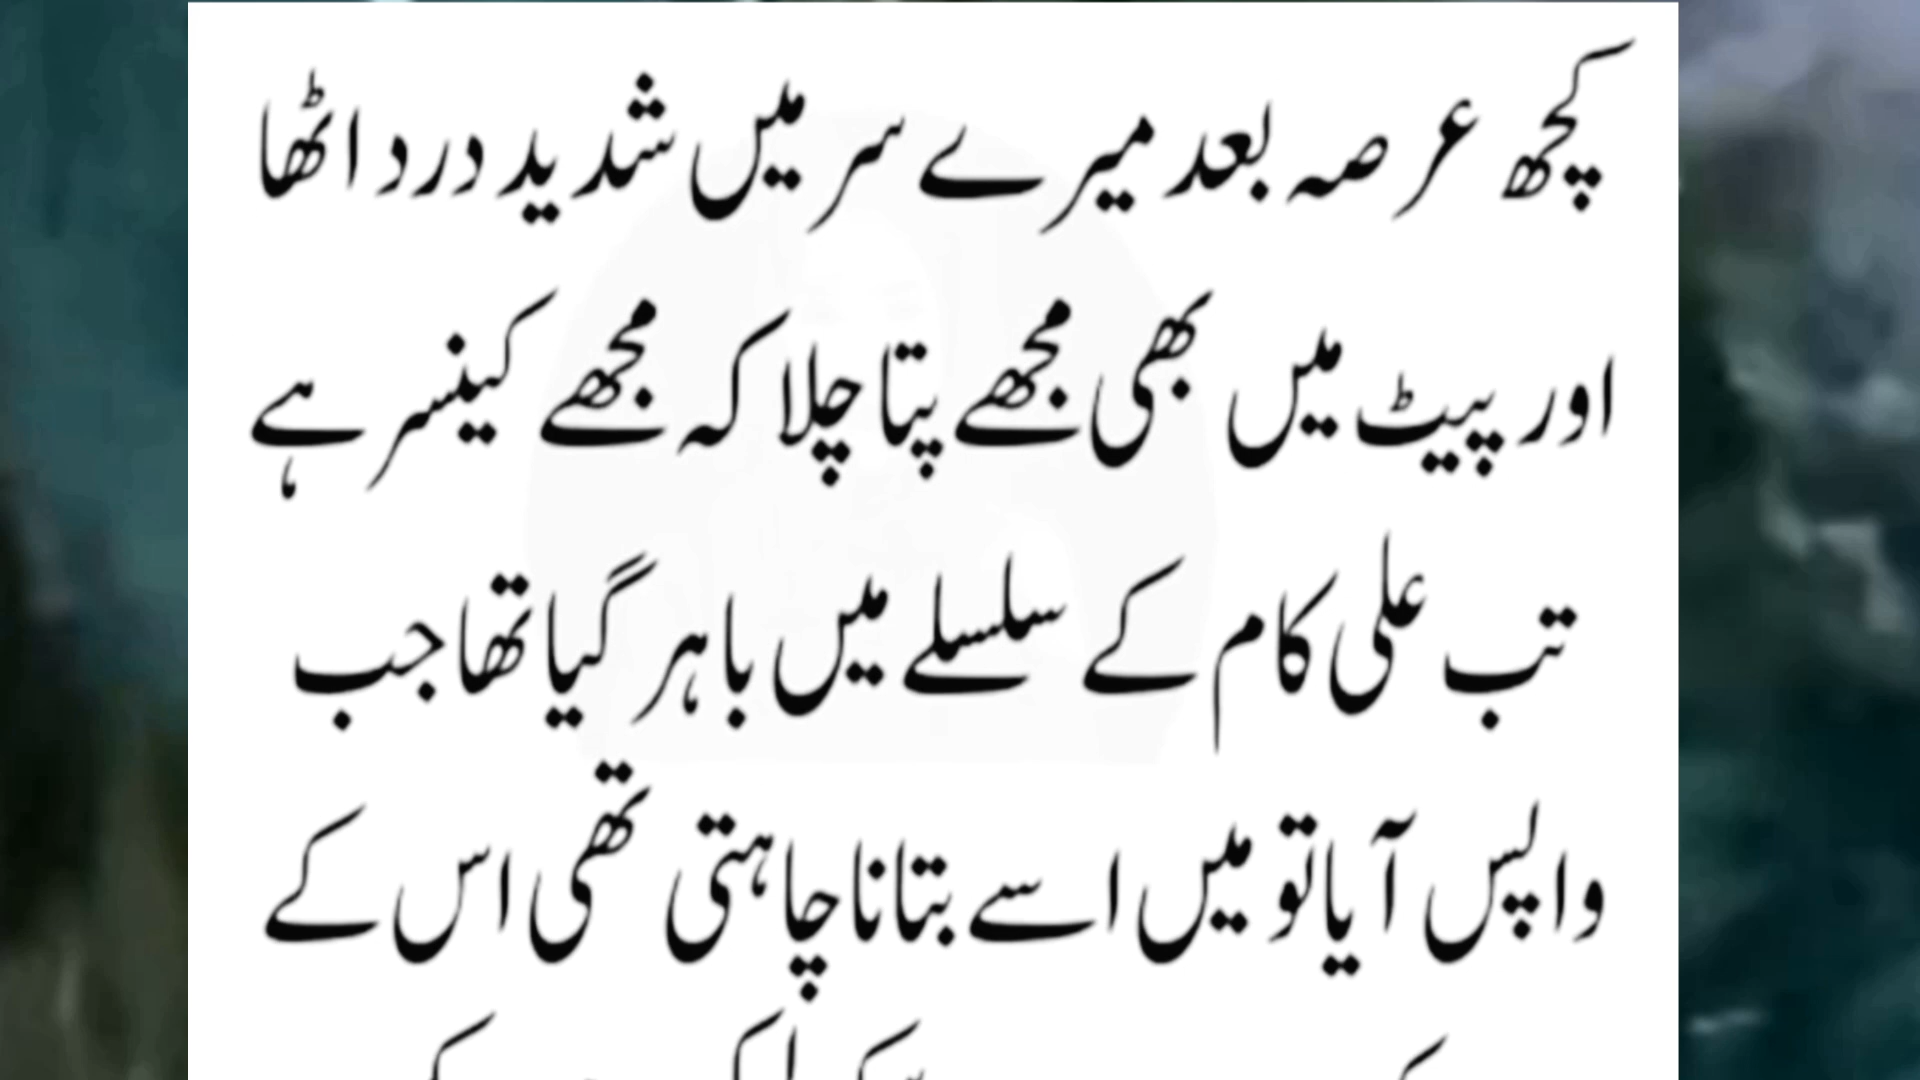 کچھ عرصہ بعد میرے سر میں شدید درد اٹھا
اور پیٹ میں بھی مجھے پتا چلا کہ مجھے کینسر ہے
تب علی کام کے سلسلے میں باہر گیا تھا جب
واپس آیا تو میں اسے بتانا چاہتی تھی اس کے